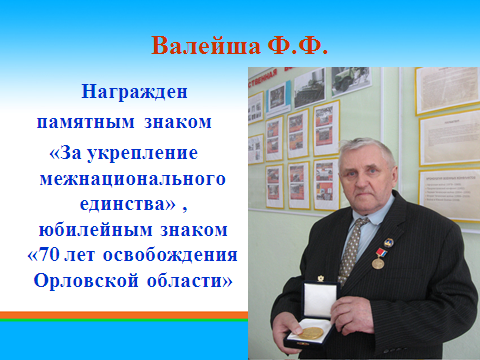 Валейша Ф.Ф.
Награжден
памятным знаком
«За укрепление
межнационального
единства» ,
юбилейным знаком
«70 лет освобождения
Орловской области»